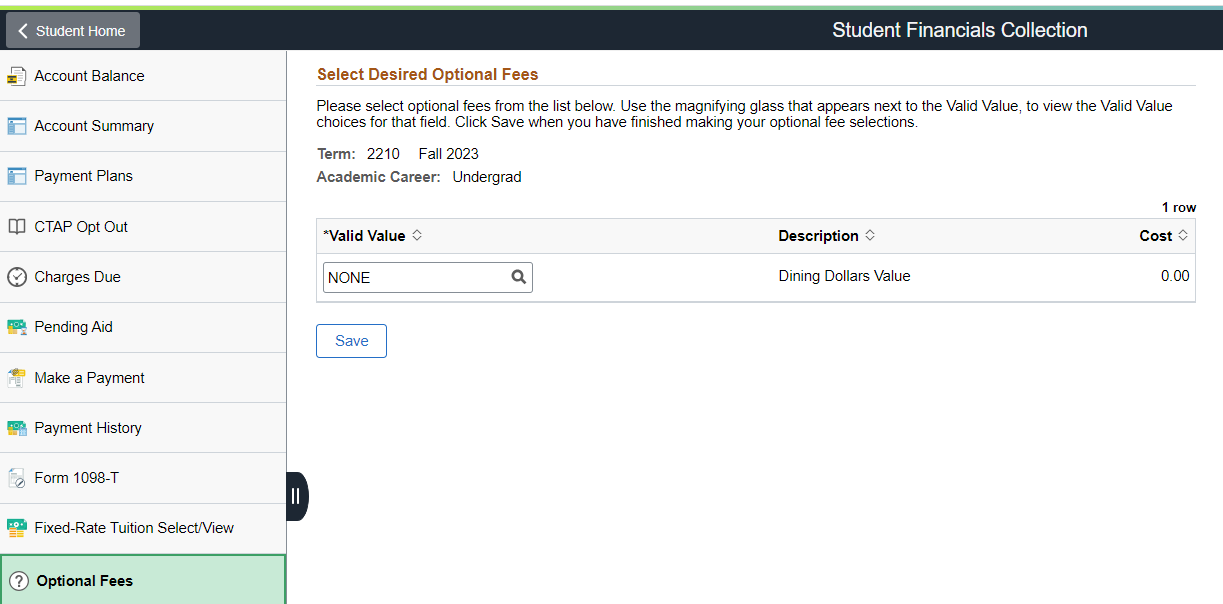 Student Home
Student Financials Collection
Account Balance
Account Summary
Payment Plans
CTAP Opt Out
Charges Due
Pending Aid
Make a Payment
Payment History
Form 1098-T
Fixed-Rate Tuition Select/View
Optional Fees
Select Desired Optional Fees
Please select optional fees from the list below. Use the magnifying glass that appears next to the Valid Value, to view the Valid Value
choices for that field. Click Save when you have finished making your optional fee selections.
Term: 2210 Fall 2023
Academic Career: Undergrad
1 row
*Valid Value Description Cost
NONE Dining Dollars Value 0.00
Save